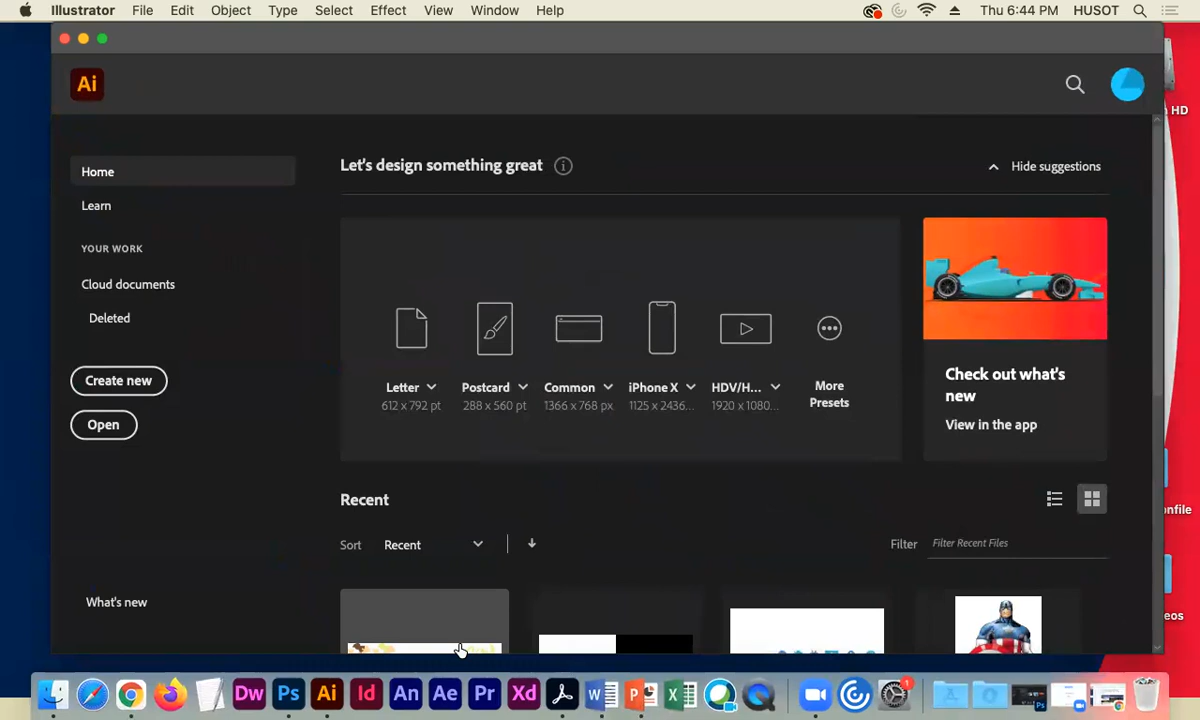 Illustrator File Edit Object Type Select Effect View Window Help Thu 6:44 PM HUSOT
Ai
HD
Let's design something great
Hide suggestions
Home
Learn
YOUR WORK
Cloud documents
Deleted
Create new
Open
What's new
Letter
612 x 792 pt
Postcard
288 x 560 pt
Common
1366 x 768 px
iPhone X
1125 x 2436...
HDV/H...
1920 x 1080...
More
Presets
Check out what's
new
View in the app
Recent
Sort Recent
Filter Filter Recent Files
onfile
eos
Dw Ps Ai Id An Ae Pr Xd W P X 1